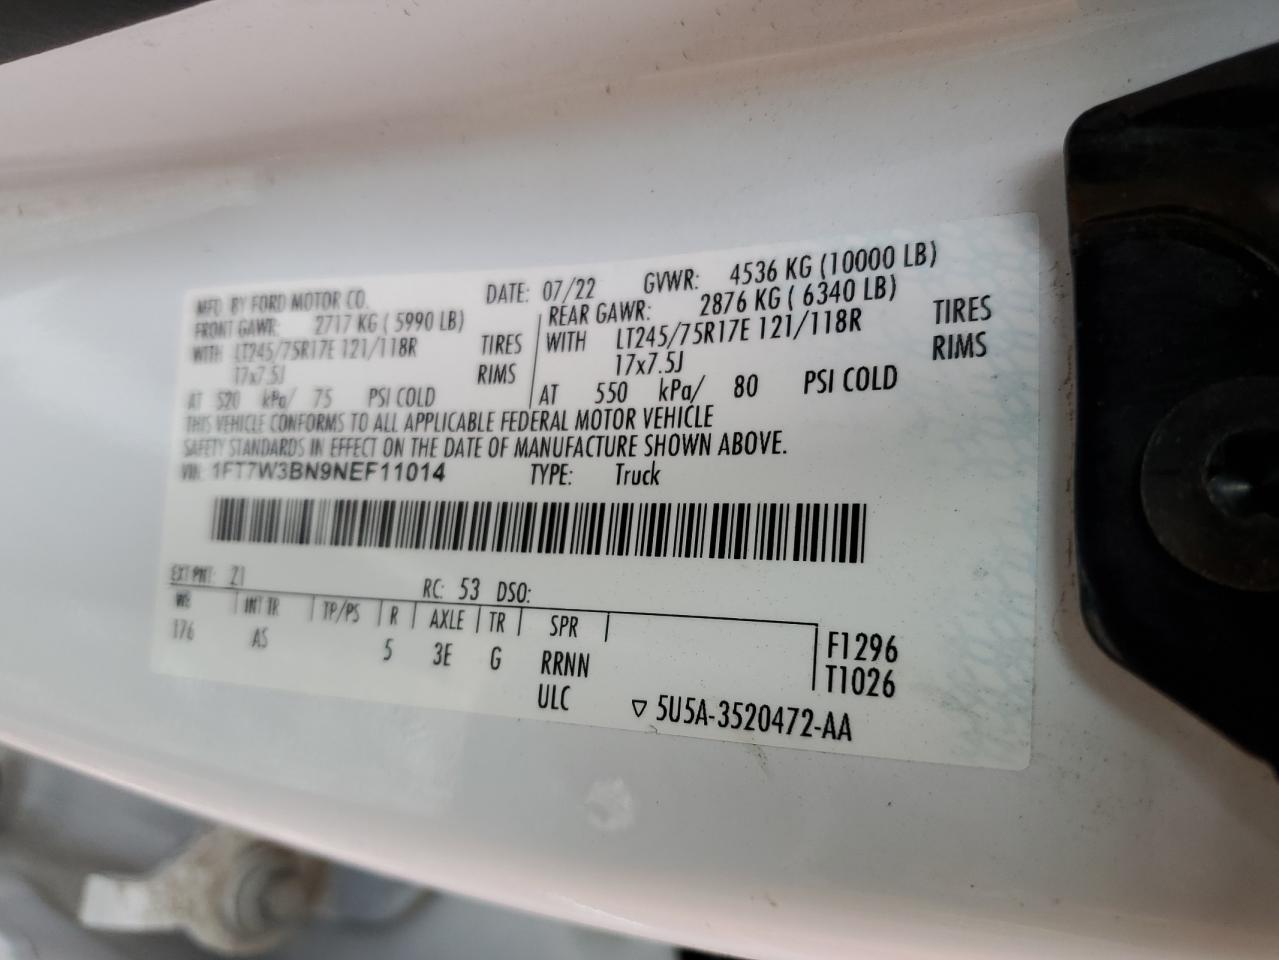 MFD. BY FORD MOTOR CO. DATE: 07/22 GVWR: 4536 KG (10000 LB)
FRONT GAWR: 2717 KG ( 5990 LB) REAR GAWR: 2876 KG ( 6340 LB)
WITH LT245/75R17E 121/118R TIRES WITH LT245/75R17E 121/118R TIRES
17x7.5J RIMS 17x7.5J RIMS
AT 520 kPa/ 75 PSI COLD AT 550 kPa/ 80 PSI COLD
THIS VEHICLE CONFORMS TO ALL APPLICABLE FEDERAL MOTOR VEHICLE
SAFETY STANDARDS IN EFFECT ON THE DATE OF MANUFACTURE SHOWN ABOVE.
VIN: 1FT7W3BN9NEF11014 TYPE: Truck
EXT PNT: Z1 RC: 53 DSO:
WB INT TR TP/PS R AXLE TR SPR F1296
176 AS 5 3E G RRNN T1026
ULC ▽ 5U5A-3520472-AA